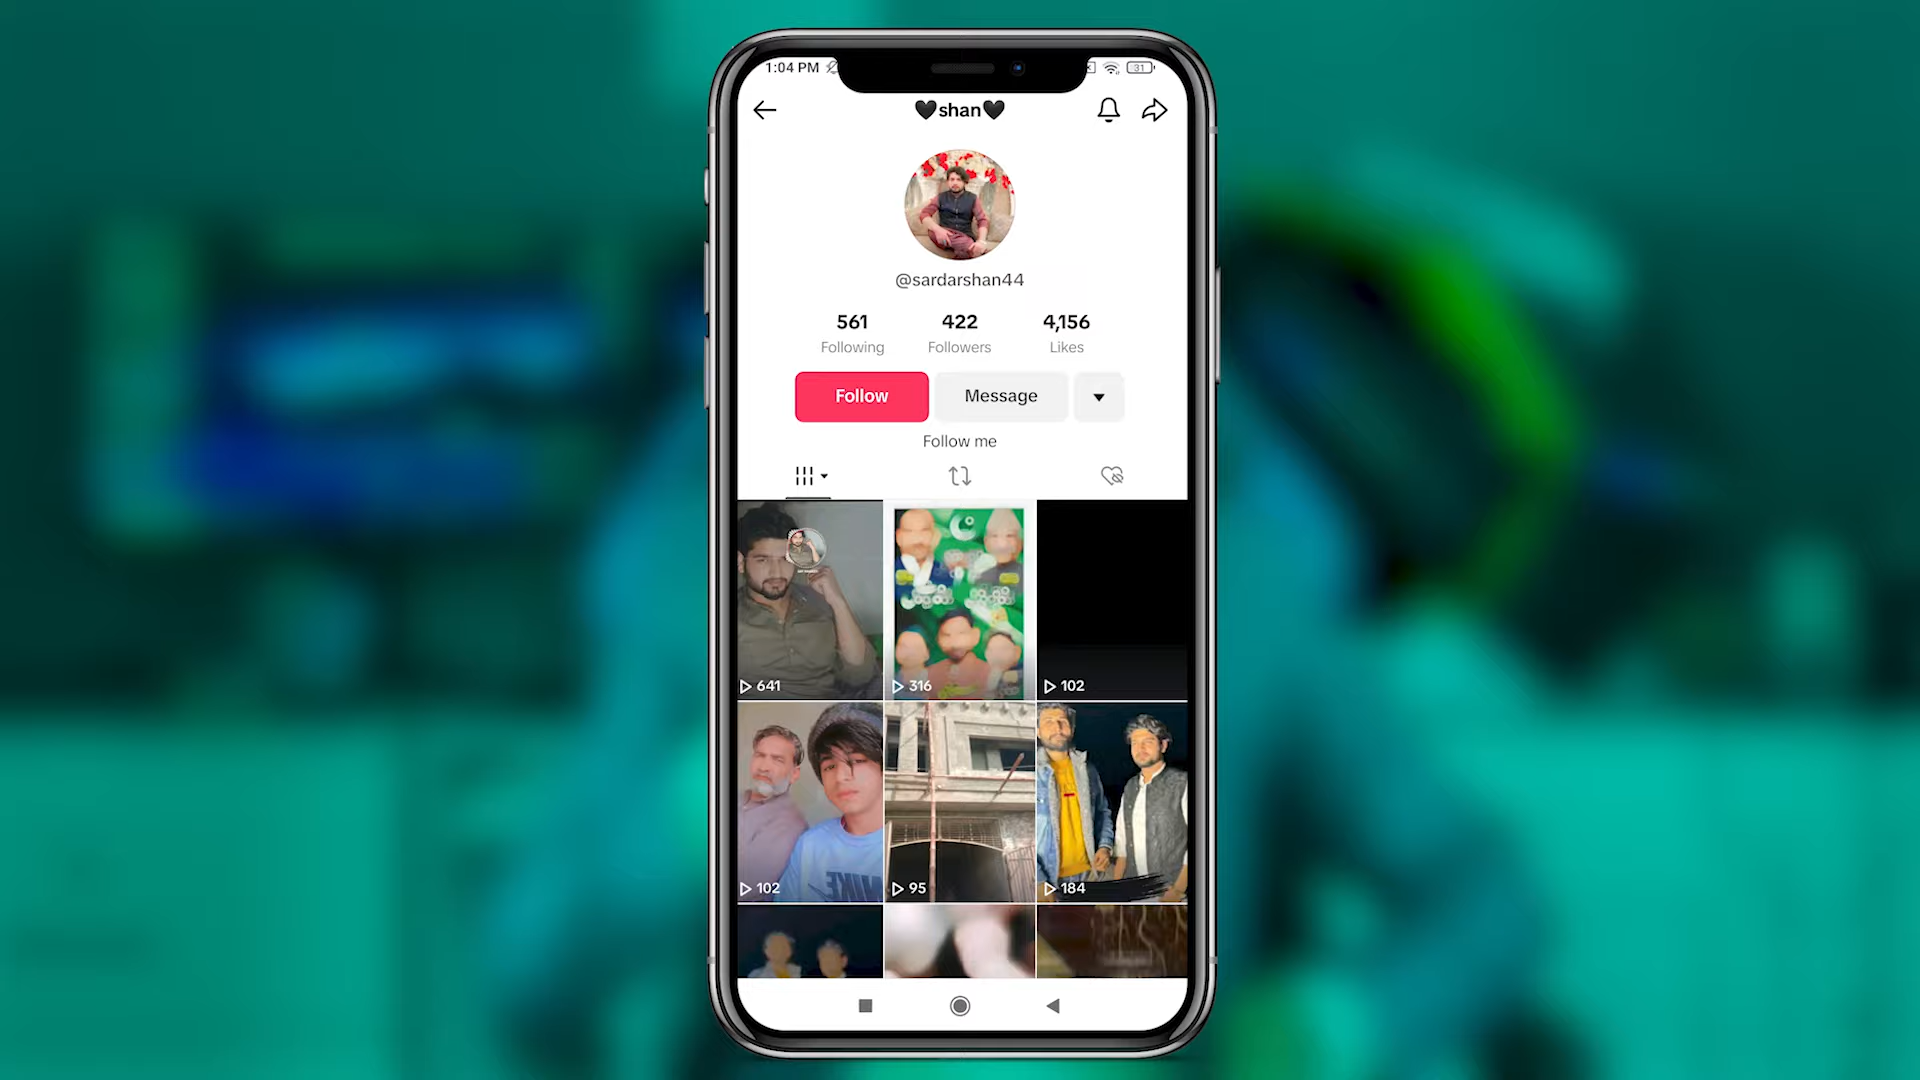 1:04 PM
31
🖤shan🖤
@sardarshan44
561
422
4,156
Following
Followers
Likes
Follow
Message
Follow me
641
316
102
102
95
184